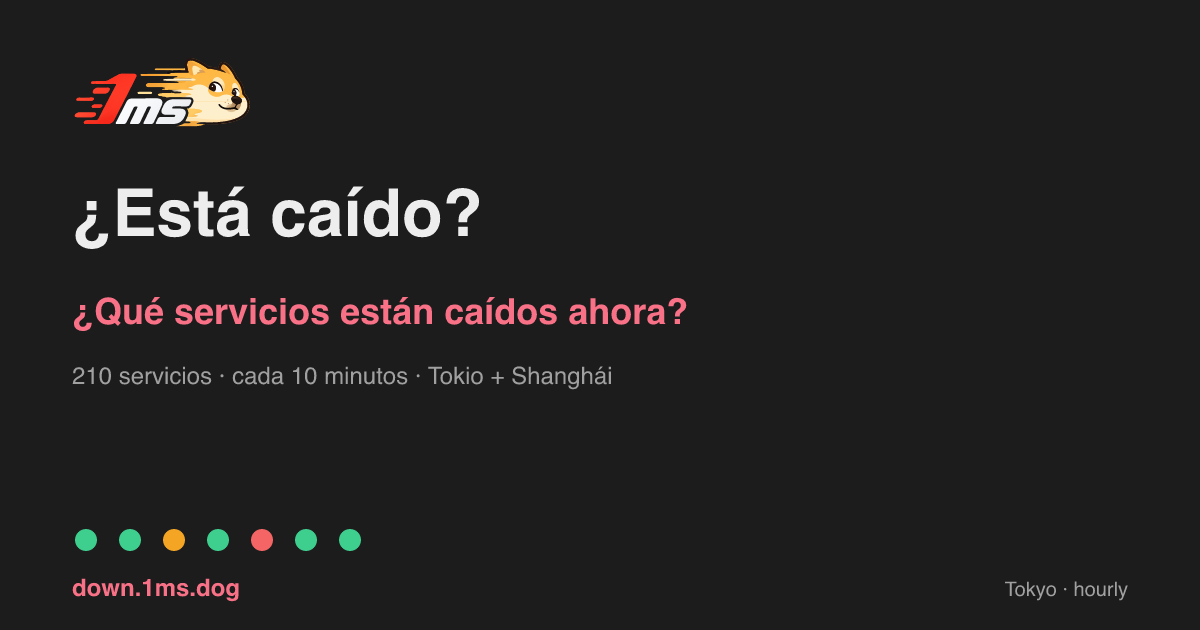 1ms
¿Está caído?
¿Qué servicios están caídos ahora?
210 servicios · cada 10 minutos · Tokio + Shanghái
down.1ms.dog
Tokyo · hourly